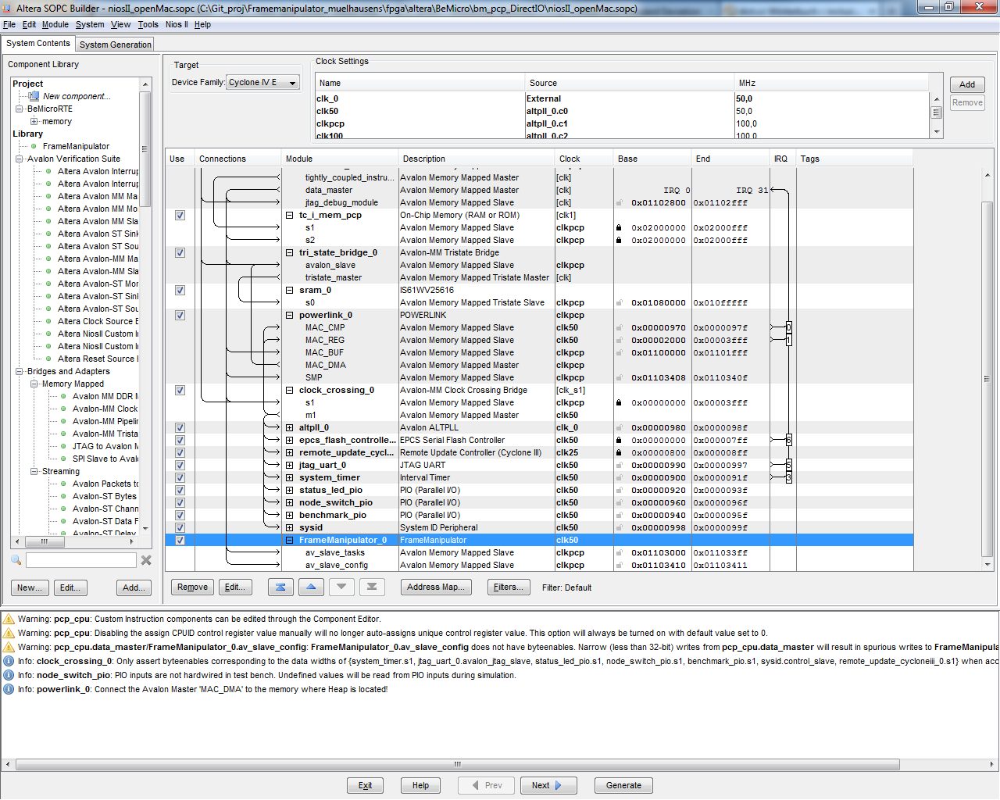 Altera SOPC Builder - niosII_openMac.sopc (C:\Git_proj\Framemanipulator_muelhausens\fpga\altera\BeMicro\bm_pcp_DirectIO\niosII_openMac.sopc)
File Edit Module System View Tools Nios II Help
System Contents System Generation
Component Library
Project
New component...
BeMicroRTE
memory
Library
FrameManipulator
Avalon Verification Suite
Altera Avalon Interrup
Altera Avalon Interrup
Altera Avalon MM Ma
Altera Avalon MM Mo
Altera Avalon MM Sla
Altera Avalon ST Sink
Altera Avalon ST Sou
Altera Avalon-MM Ma
Altera Avalon-MM Sla
Altera Avalon-ST Mor
Altera Avalon-ST Sin
Altera Avalon-ST Sou
Altera Clock Source E
Altera NiosII Custom I
Altera NiosII Custom I
Altera Reset Source E
Bridges and Adapters
Memory Mapped
Avalon MM DDR M
Avalon-MM Clock
Avalon-MM Pipelin
Avalon-MM Trista
JTAG to Avalon M
SPI Slave to Avalo
Streaming
Avalon Packets to
Avalon-ST Bytes
Avalon-ST Chann
Avalon-ST Data F
Avalon-ST Delay
New... Edit... Add...
Target
Device Family: Cyclone IV E
Clock Settings
Name Source MHz
clk_0 External 50,0
clk50 altpll_0.c0 50,0
clkpcp altpll_0.c1 100,0
clk100 altpll_0.c2 100,0
Add
Remove
Use Connections Module Description Clock Base End IRQ Tags
tightly_coupled_instru... Avalon Memory Mapped Master [clk]
data_master Avalon Memory Mapped Master [clk] IRQ 0 IRQ 31
jtag_debug_module Avalon Memory Mapped Slave [clk] 0x01102800 0x01102fff
tc_i_mem_pcp On-Chip Memory (RAM or ROM) [clk1]
s1 Avalon Memory Mapped Slave clkpcp 0x02000000 0x02000fff
s2 Avalon Memory Mapped Slave clkpcp 0x02000000 0x02000fff
tri_state_bridge_0 Avalon-MM Tristate Bridge
avalon_slave Avalon Memory Mapped Slave clkpcp
tristate_master Avalon Memory Mapped Tristate Master [clk]
sram_0 IS61WV25616
s0 Avalon Memory Mapped Tristate Slave clkpcp 0x01080000 0x010fffff
powerlink_0 POWERLINK clkpcp
MAC_CMP Avalon Memory Mapped Slave clk50 0x00000970 0x0000097f 0
MAC_REG Avalon Memory Mapped Slave clk50 0x00002000 0x00003fff 1
MAC_BUF Avalon Memory Mapped Slave clkpcp 0x01100000 0x01101fff
MAC_DMA Avalon Memory Mapped Master clkpcp
SMP Avalon Memory Mapped Slave clkpcp 0x01103408 0x0110340f
clock_crossing_0 Avalon-MM Clock Crossing Bridge [clk_s1]
s1 Avalon Memory Mapped Slave clkpcp 0x00000000 0x00003fff
m1 Avalon Memory Mapped Master clk50
altpll_0 Avalon ALTPLL clk_0 0x00000980 0x0000098f
epcs_flash_controlle... EPCS Serial Flash Controller clk50 0x00000000 0x000007ff 6
remote_update_cycl... Remote Update Controller (Cyclone III) clk25 0x00000800 0x000008ff
jtag_uart_0 JTAG UART clk50 0x00000990 0x00000997 5
system_timer Interval Timer clk50 0x00000900 0x0000091f 3
status_led_pio PIO (Parallel I/O) clk50 0x00000920 0x0000093f
node_switch_pio PIO (Parallel I/O) clk50 0x00000960 0x0000096f
benchmark_pio PIO (Parallel I/O) clk50 0x00000940 0x0000095f
sysid System ID Peripheral clk50 0x00000998 0x0000099f
FrameManipulator_0 FrameManipulator clk50
av_slave_tasks Avalon Memory Mapped Slave clkpcp 0x01103000 0x011033ff
av_slave_config Avalon Memory Mapped Slave clkpcp 0x01103410 0x01103411
Remove Edit... Address Map... Filters... Filter: Default
Warning: pcp_cpu: Custom Instruction components can be edited through the Component Editor.
Warning: pcp_cpu: Disabling the assign CPUID control register value manually will no longer auto-assigns unique control register value. This option will always be turned on with default value set to 0.
Warning: pcp_cpu.data_master/FrameManipulator_0.av_slave_config: FrameManipulator_0.av_slave_config does not have byteenables. Narrow (less than 32-bit) writes from pcp_cpu.data_master will result in spurious writes to FrameManipula
Info: clock_crossing_0: Only assert byteenables corresponding to the data widths of {system_timer.s1, jtag_uart_0.avalon_jtag_slave, status_led_pio.s1, node_switch_pio.s1, benchmark_pio.s1, sysid.control_slave, remote_update_cycloneiii_0.s1} when acc
Info: node_switch_pio: PIO inputs are not hardwired in test bench. Undefined values will be read from PIO inputs during simulation.
Info: powerlink_0: Connect the Avalon Master 'MAC_DMA' to the memory where Heap is located!
Exit Help Prev Next Generate